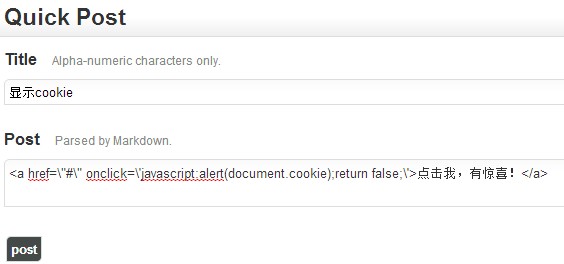 Quick Post
Title Alpha-numeric characters only.
显示cookie
Post Parsed by Markdown.
<a href=\"#\" onclick=\'javascript:alert(document.cookie);return false;\'>点击我，有惊喜！</a>
post